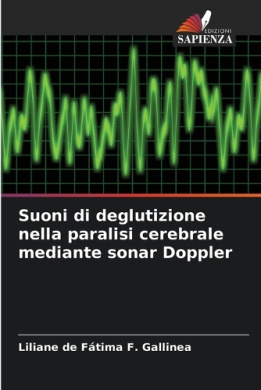 EDIZIONI
SAPIENZA
Suoni di deglutizione
nella paralisi cerebrale
mediante sonar Doppler
Liliane de Fátima F. Gallinea